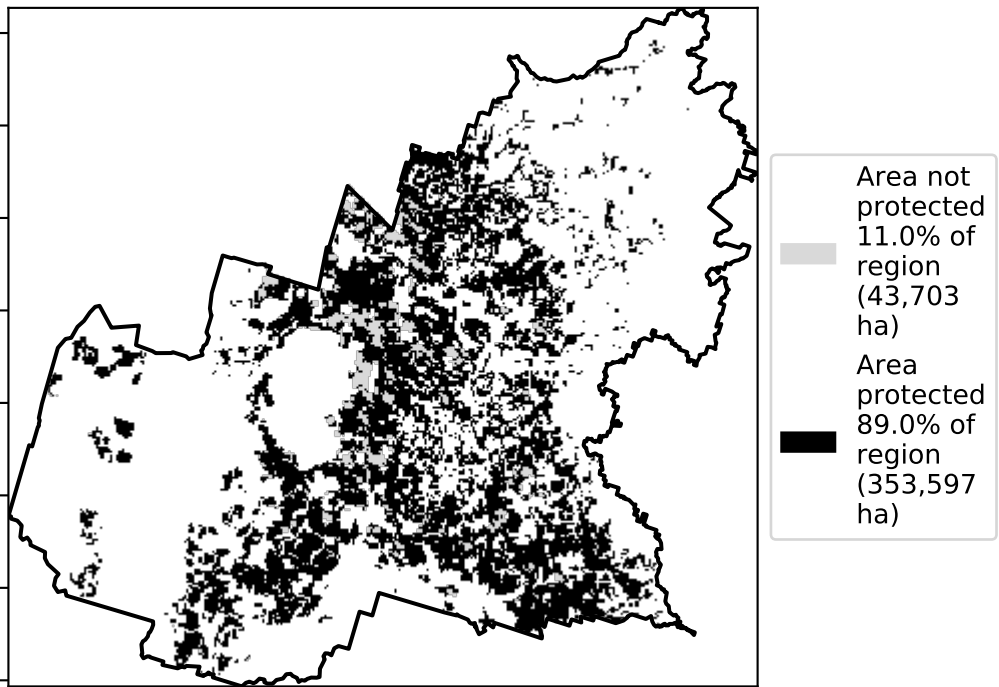 Area not
protected
11.0% of
region
(43,703
ha)
Area
protected
89.0% of
region
(353,597
ha)